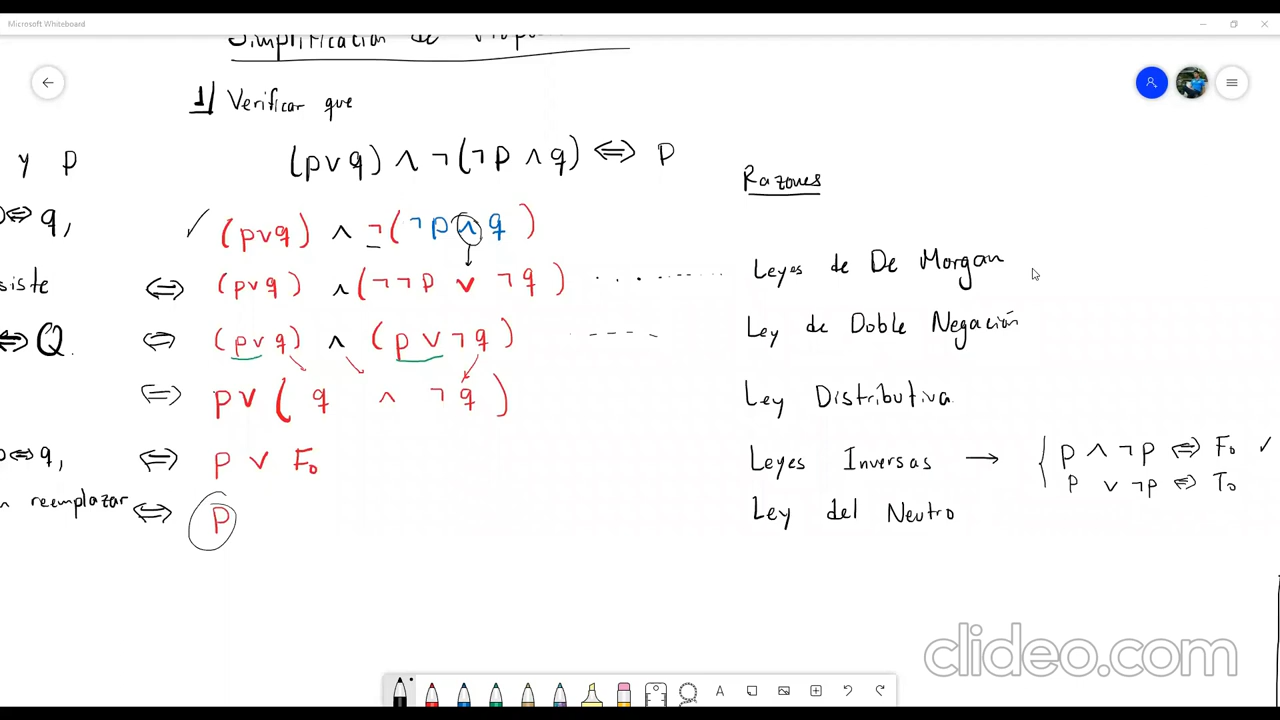 Microsoft Whiteboard
Simplificación de
1) Verificar que
(p∨q) ∧ ¬(¬p ∧ q) ⟺ p
y p
Razones
⟺ q,
✓ (p∨q) ∧ ¬(¬p ∧ q)
siste
⟺ (p∨q) ∧ (¬¬p ∨ ¬q) ........ Leyes de De Morgan
⟺ Q.
⟺ (p∨q) ∧ (p∨¬q) ----- Ley de Doble Negación
⟺ p∨(q ∧ ¬q) Ley Distributiva
⟺ q,
⟺ p ∨ F₀ Leyes Inversas → { p ∧ ¬p ⟺ F₀ ✓
p ∨ ¬p ⟺ T₀
reemplazar
⟺ p Ley del Neutro
clideo.com
A